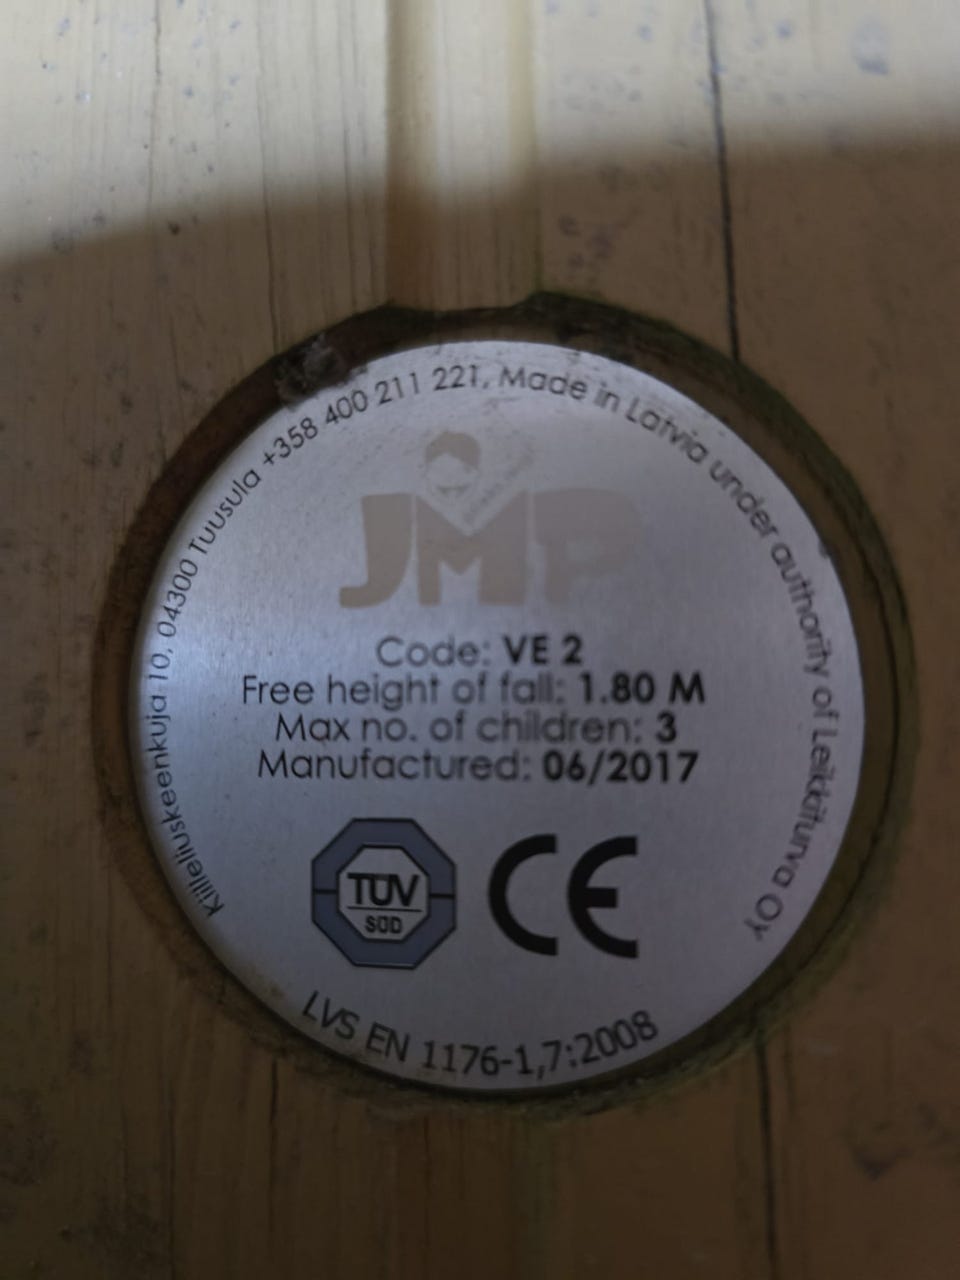 Kiilleliuskeenkuja 10, 04300 Tuusula +358 400 211 221, Made in Latvia under authority of Leikkiturva OY
JMP
Code: VE 2
Free height of fall: 1.80 M
Max no. of children: 3
Manufactured: 06/2017
TÜV
SÜD
CE
LVS EN 1176-1,7:2008